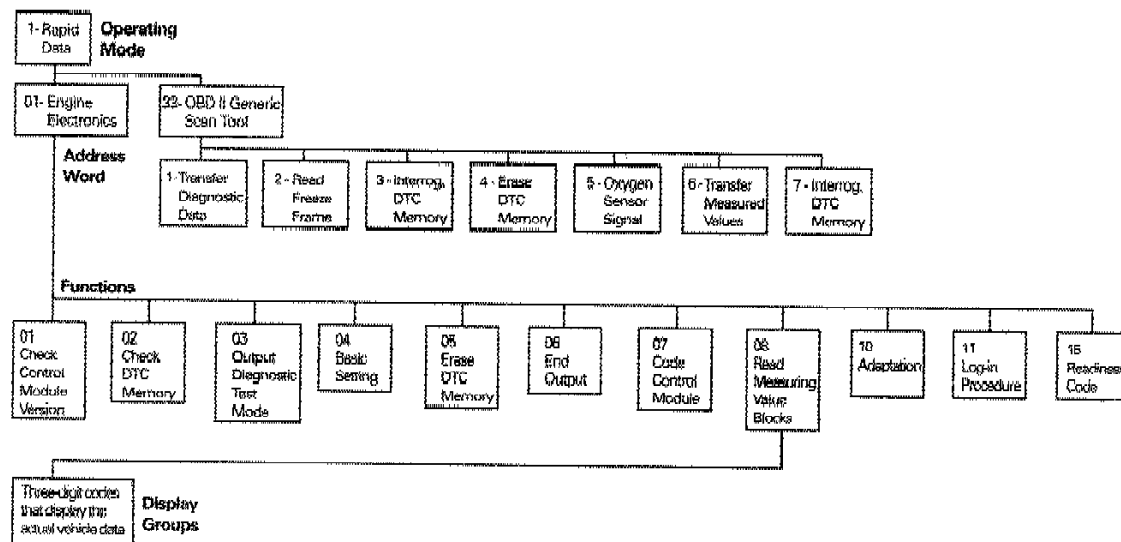 1- Rapid
Data
Operating
Mode
01- Engine
Electronics
33- OBD II Generic
Scan Tool
Address
Word
1- Transfer
Diagnostic
Data
2 - Read
Freeze
Frame
3 - Interrog.
DTC
Memory
4 - Erase
DTC
Memory
5 - Oxygen
Sensor
Signal
6 - Transfer
Measured
Values
7 - Interrog.
DTC
Memory
Functions
01
Check
Control
Module
Version
02
Check
DTC
Memory
03
Output
Diagnostic
Test
Mode
04
Basic
Setting
05
Erase
DTC
Memory
06
End
Output
07
Code
Control
Module
08
Read
Measuring
Value
Blocks
10
Adaptation
11
Log-in
Procedure
15
Readiness
Code
Three-digit codes
that display the
actual vehicle data
Display
Groups